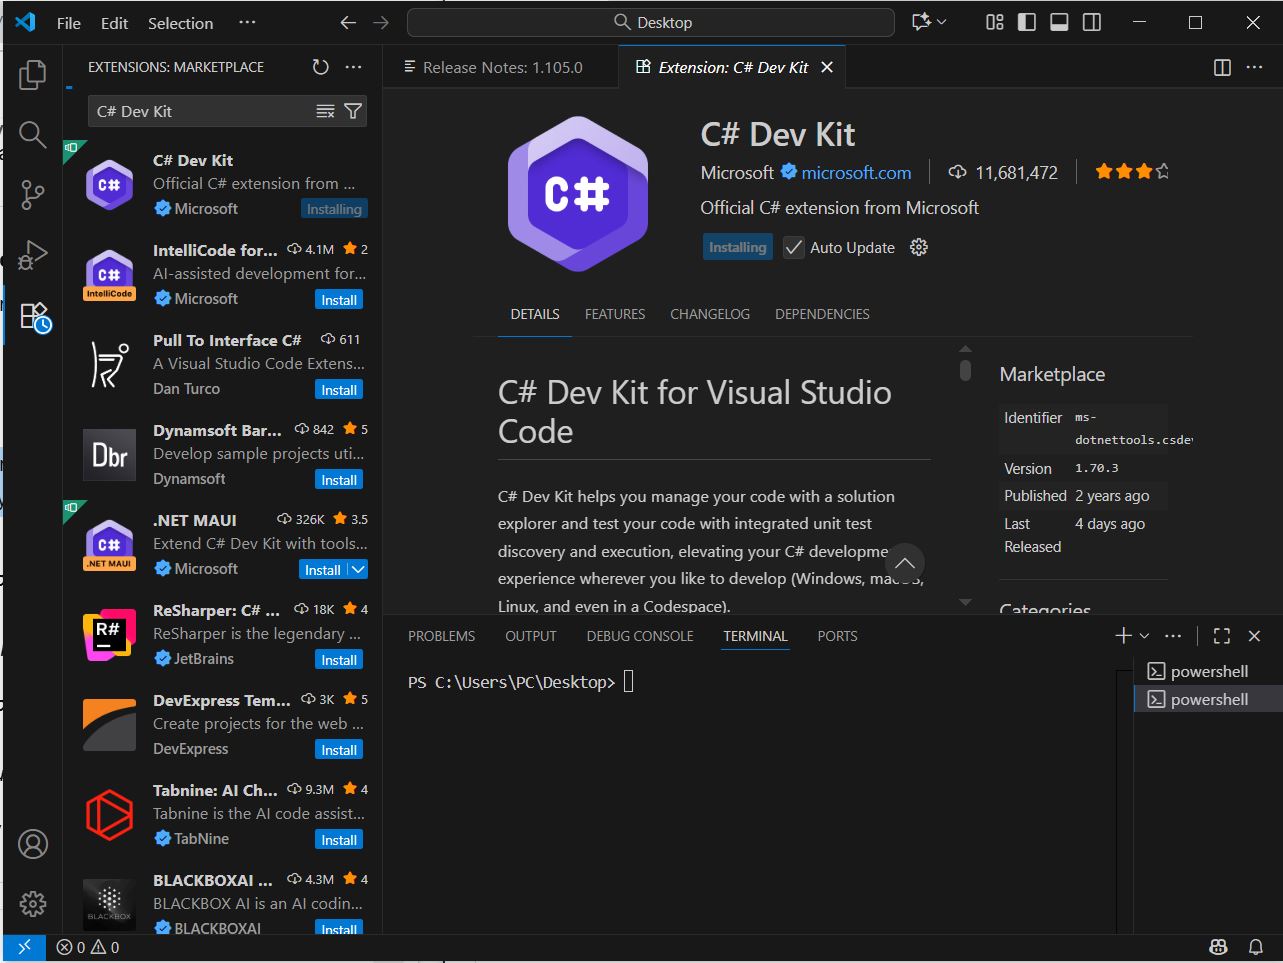 File Edit Selection ··· Desktop
EXTENSIONS: MARKETPLACE
C# Dev Kit
C# Dev Kit
Official C# extension from ...
Microsoft Installing
IntelliCode for... 4.1M 2
AI-assisted development for...
Microsoft Install
C#
IntelliCode
Pull To Interface C# 611
A Visual Studio Code Extens...
Dan Turco Install
Dynamsoft Bar... 842 5
Develop sample projects uti...
Dynamsoft Install
Dbr
.NET MAUI 326K 3.5
Extend C# Dev Kit with tools...
Microsoft Install
C#
.NET MAUI
ReSharper: C# ... 18K 4
ReSharper is the legendary ...
JetBrains Install
R#
DevExpress Tem... 3K 5
Create projects for the web ...
DevExpress Install
Tabnine: AI Ch... 9.3M 4
Tabnine is the AI code assist...
TabNine Install
BLACKBOXAI ... 4.3M 4
BLACKBOX AI is an AI codin...
BLACKBOXAI Install
BLACKBOX
C#
Release Notes: 1.105.0
Extension: C# Dev Kit
C#
C# Dev Kit
Microsoft microsoft.com 11,681,472
Official C# extension from Microsoft
Installing Auto Update
DETAILS FEATURES CHANGELOG DEPENDENCIES
C# Dev Kit for Visual Studio
Code
C# Dev Kit helps you manage your code with a solution
explorer and test your code with integrated unit test
discovery and execution, elevating your C# developme
experience wherever you like to develop (Windows, macOS,
Linux, and even in a Codespace).
Marketplace
Identifier ms-
dotnettools.csdev
Version 1.70.3
Published 2 years ago
Last 4 days ago
Released
Categories
PROBLEMS OUTPUT DEBUG CONSOLE TERMINAL PORTS
PS C:\Users\PC\Desktop>
powershell
powershell
0 0